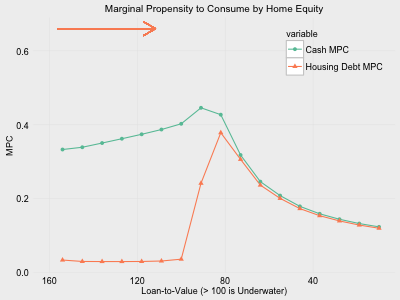 Marginal Propensity to Consume by Home Equity
variable
Cash MPC
Housing Debt MPC
MPC
0.6
0.4
0.2
0.0
160 120 80 40
Loan-to-Value (> 100 is Underwater)